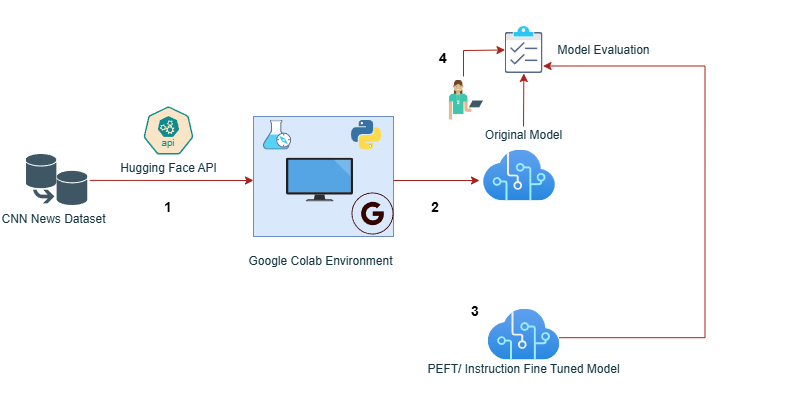 4
Model Evaluation
api
Original Model
Hugging Face API
CNN News Dataset
1
2
G
Google Colab Environment
3
PEFT/ Instruction Fine Tuned Model